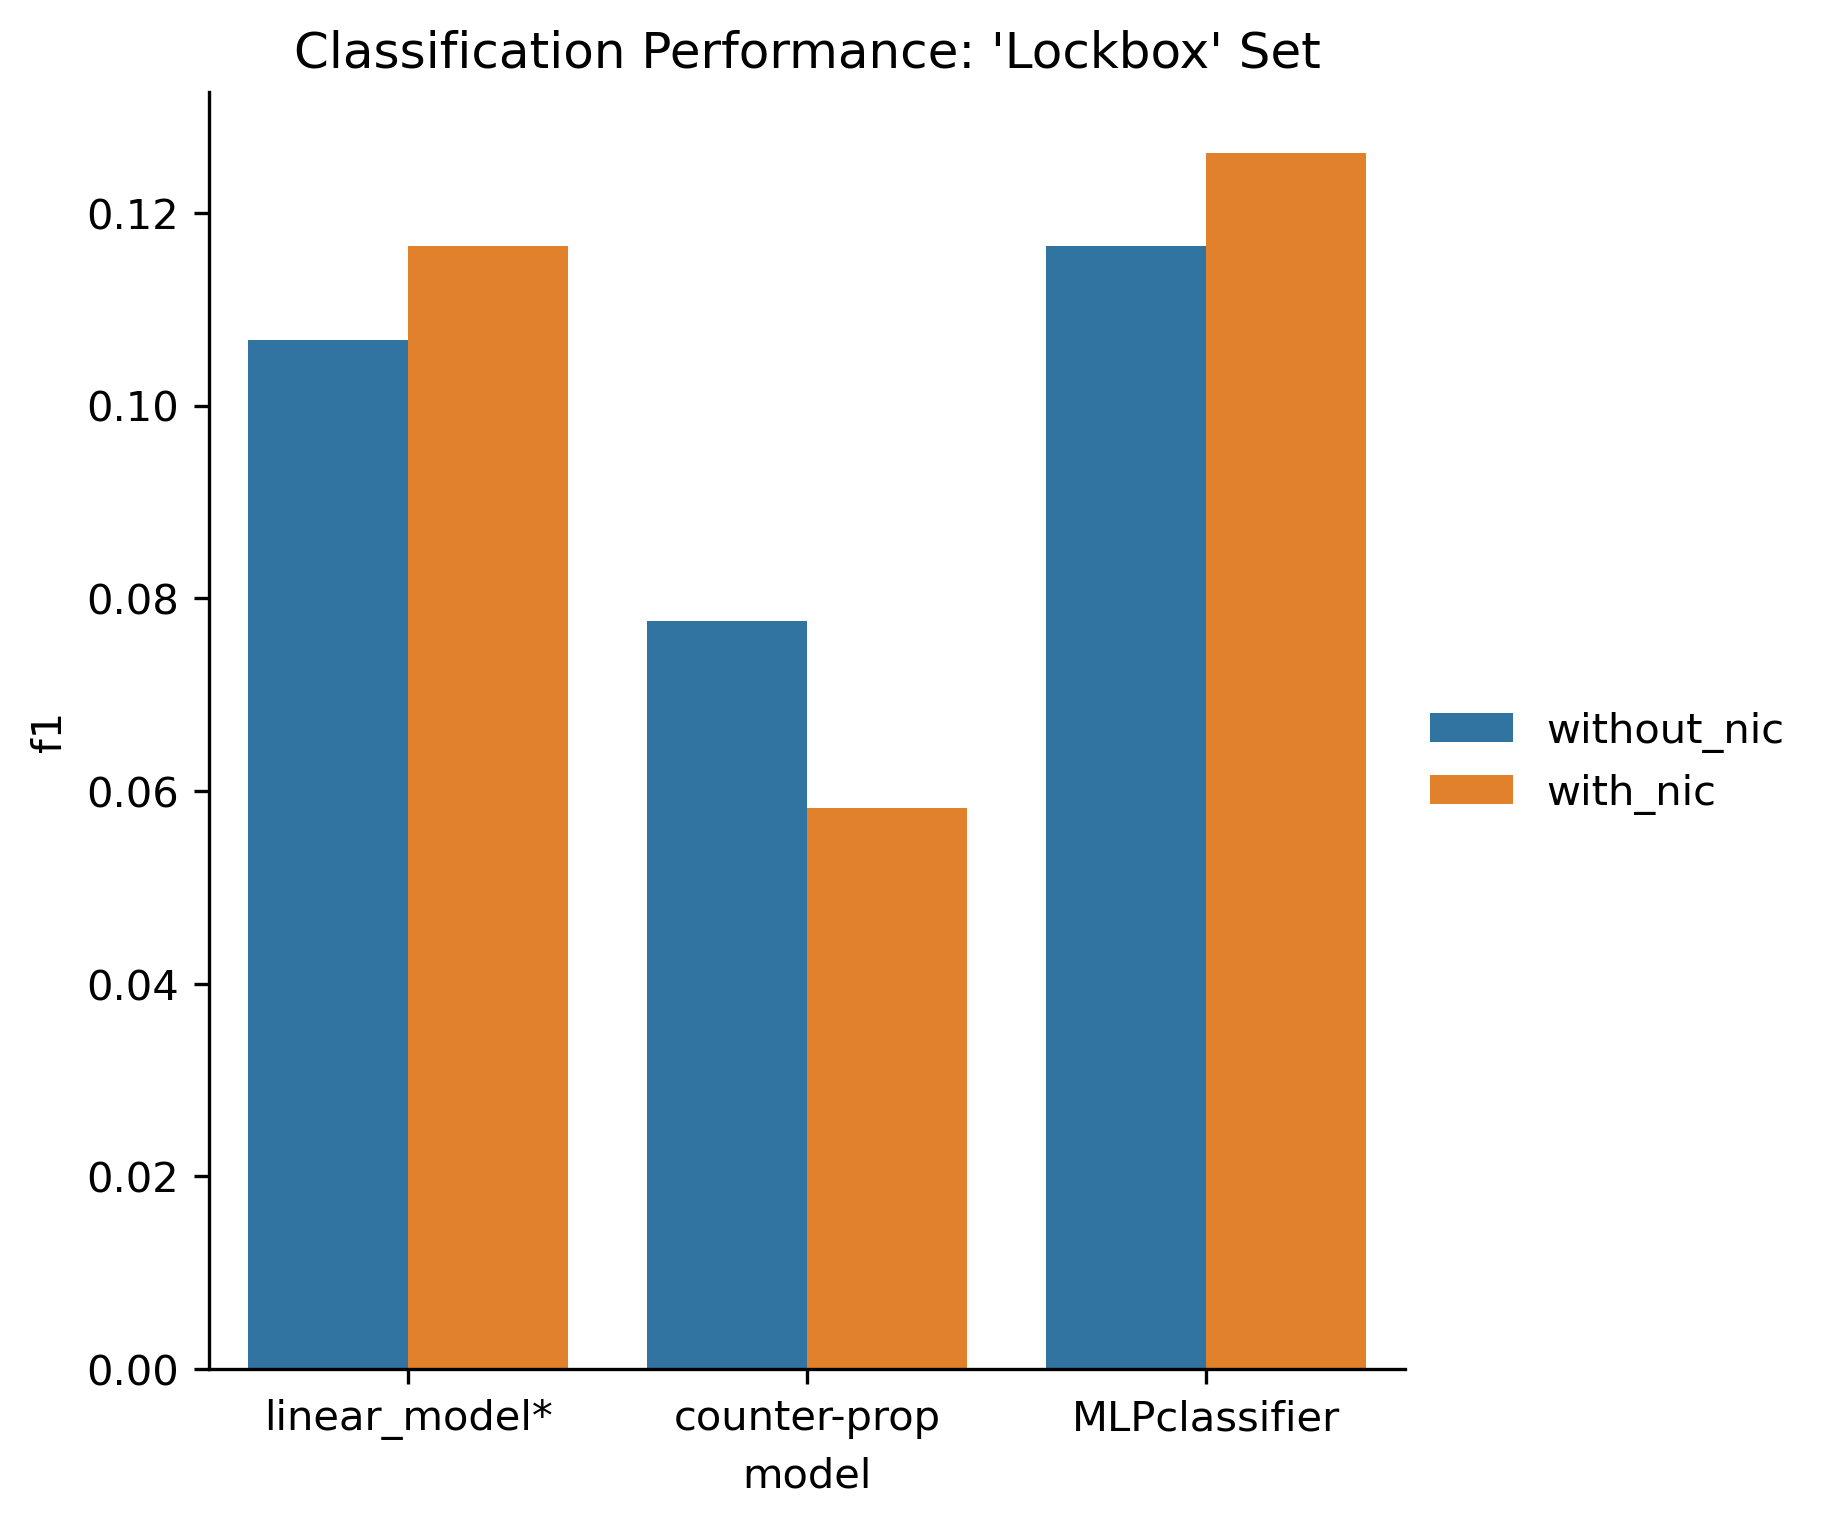 Classification Performance: 'Lockbox' Set
f1
0.12
0.10
0.08
0.06
0.04
0.02
0.00
linear_model*
counter-prop
MLPclassifier
model
without_nic
with_nic